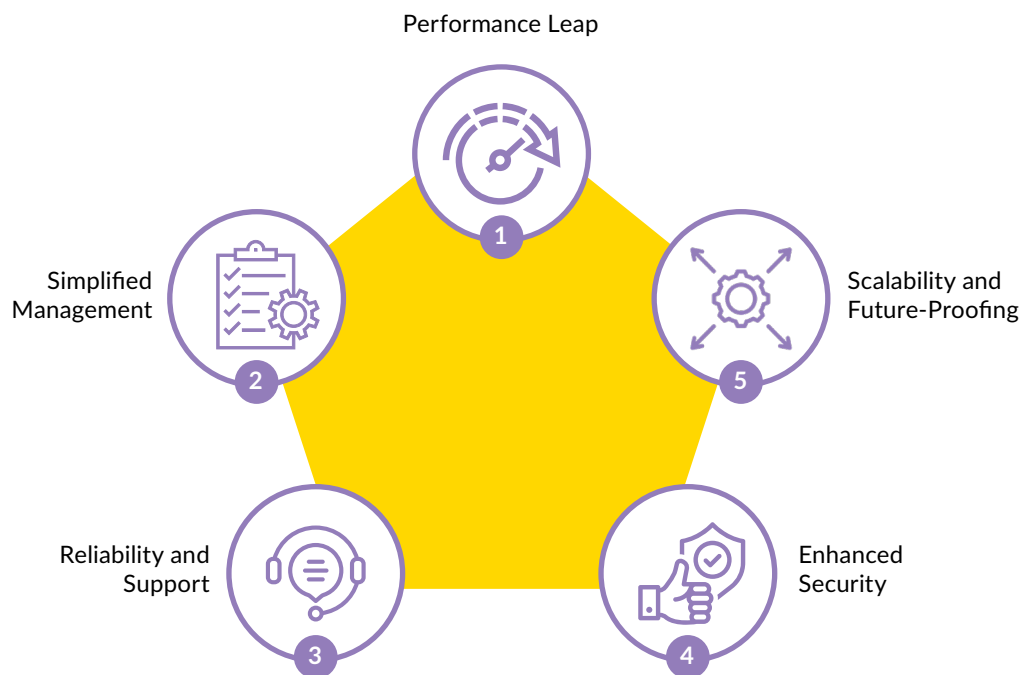 Performance Leap
1
Simplified
Management
2
Reliability and
Support
3
Enhanced
Security
4
Scalability and
Future-Proofing
5